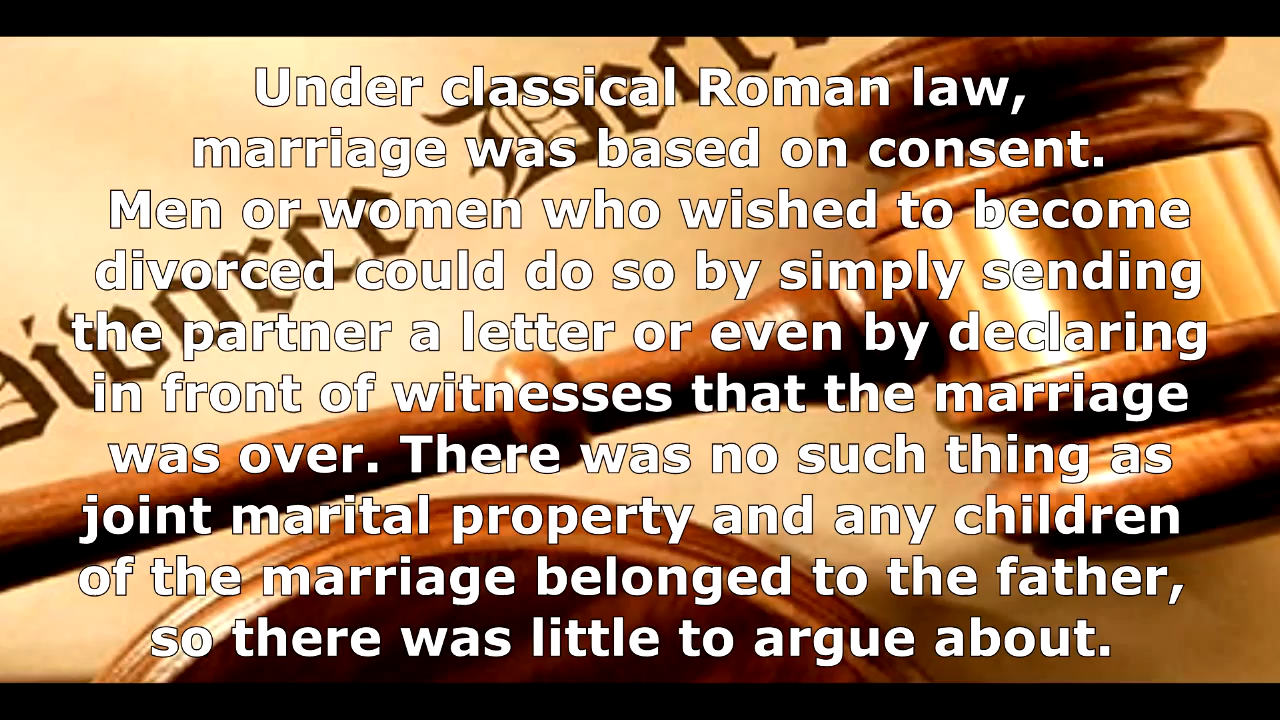 Under classical Roman law,
marriage was based on consent.
Men or women who wished to become
divorced could do so by simply sending
the partner a letter or even by declaring
in front of witnesses that the marriage
was over. There was no such thing as
joint marital property and any children
of the marriage belonged to the father,
so there was little to argue about.
Divorce Decree